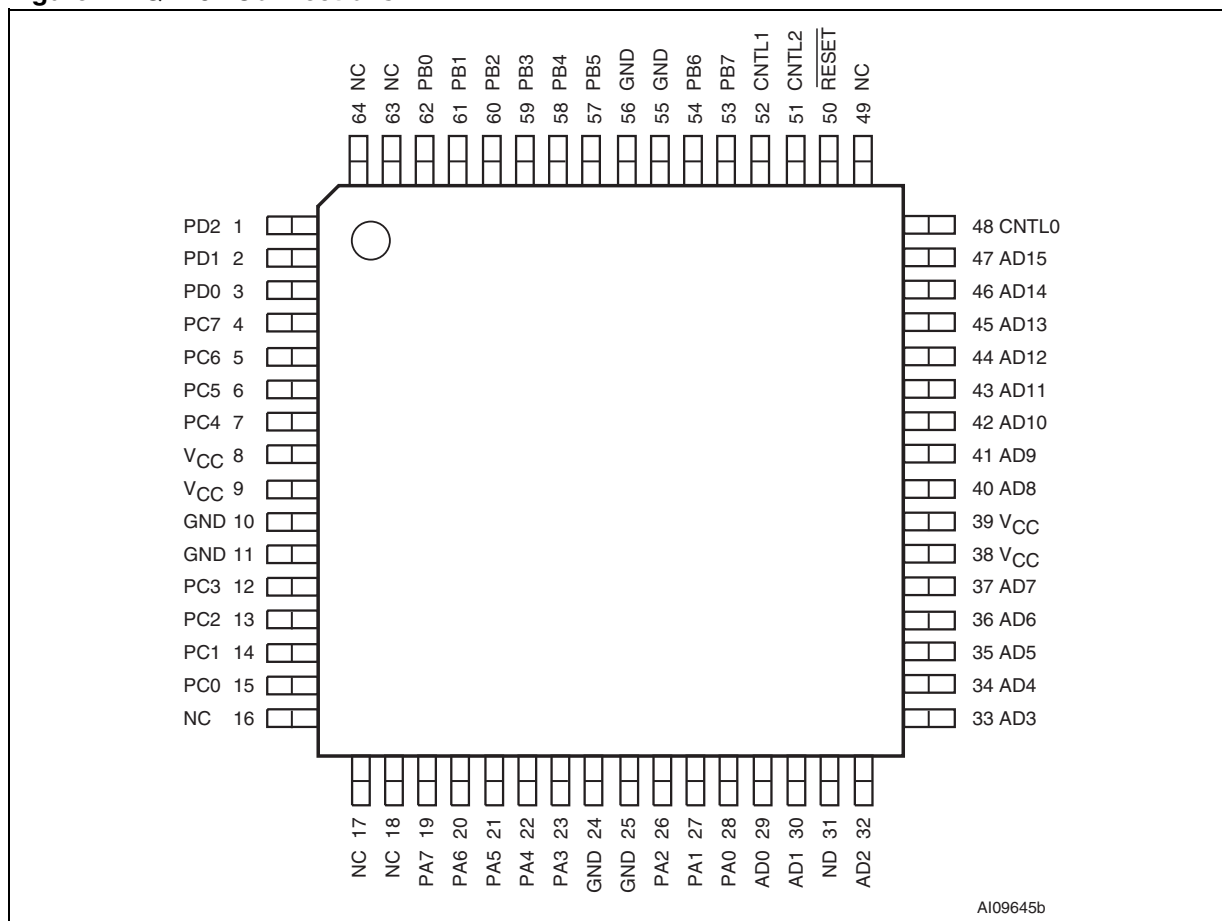 64 NC
63 NC
62 PB0
61 PB1
60 PB2
59 PB3
58 PB4
57 PB5
56 GND
55 GND
54 PB6
53 PB7
52 CNTL1
51 CNTL2
50 RESET
49 NC
PD2 1
PD1 2
PD0 3
PC7 4
PC6 5
PC5 6
PC4 7
VCC 8
VCC 9
GND 10
GND 11
PC3 12
PC2 13
PC1 14
PC0 15
NC 16
48 CNTL0
47 AD15
46 AD14
45 AD13
44 AD12
43 AD11
42 AD10
41 AD9
40 AD8
39 VCC
38 VCC
37 AD7
36 AD6
35 AD5
34 AD4
33 AD3
NC 17
NC 18
PA7 19
PA6 20
PA5 21
PA4 22
PA3 23
GND 24
GND 25
PA2 26
PA1 27
PA0 28
AD0 29
AD1 30
ND 31
AD2 32
AI09645b